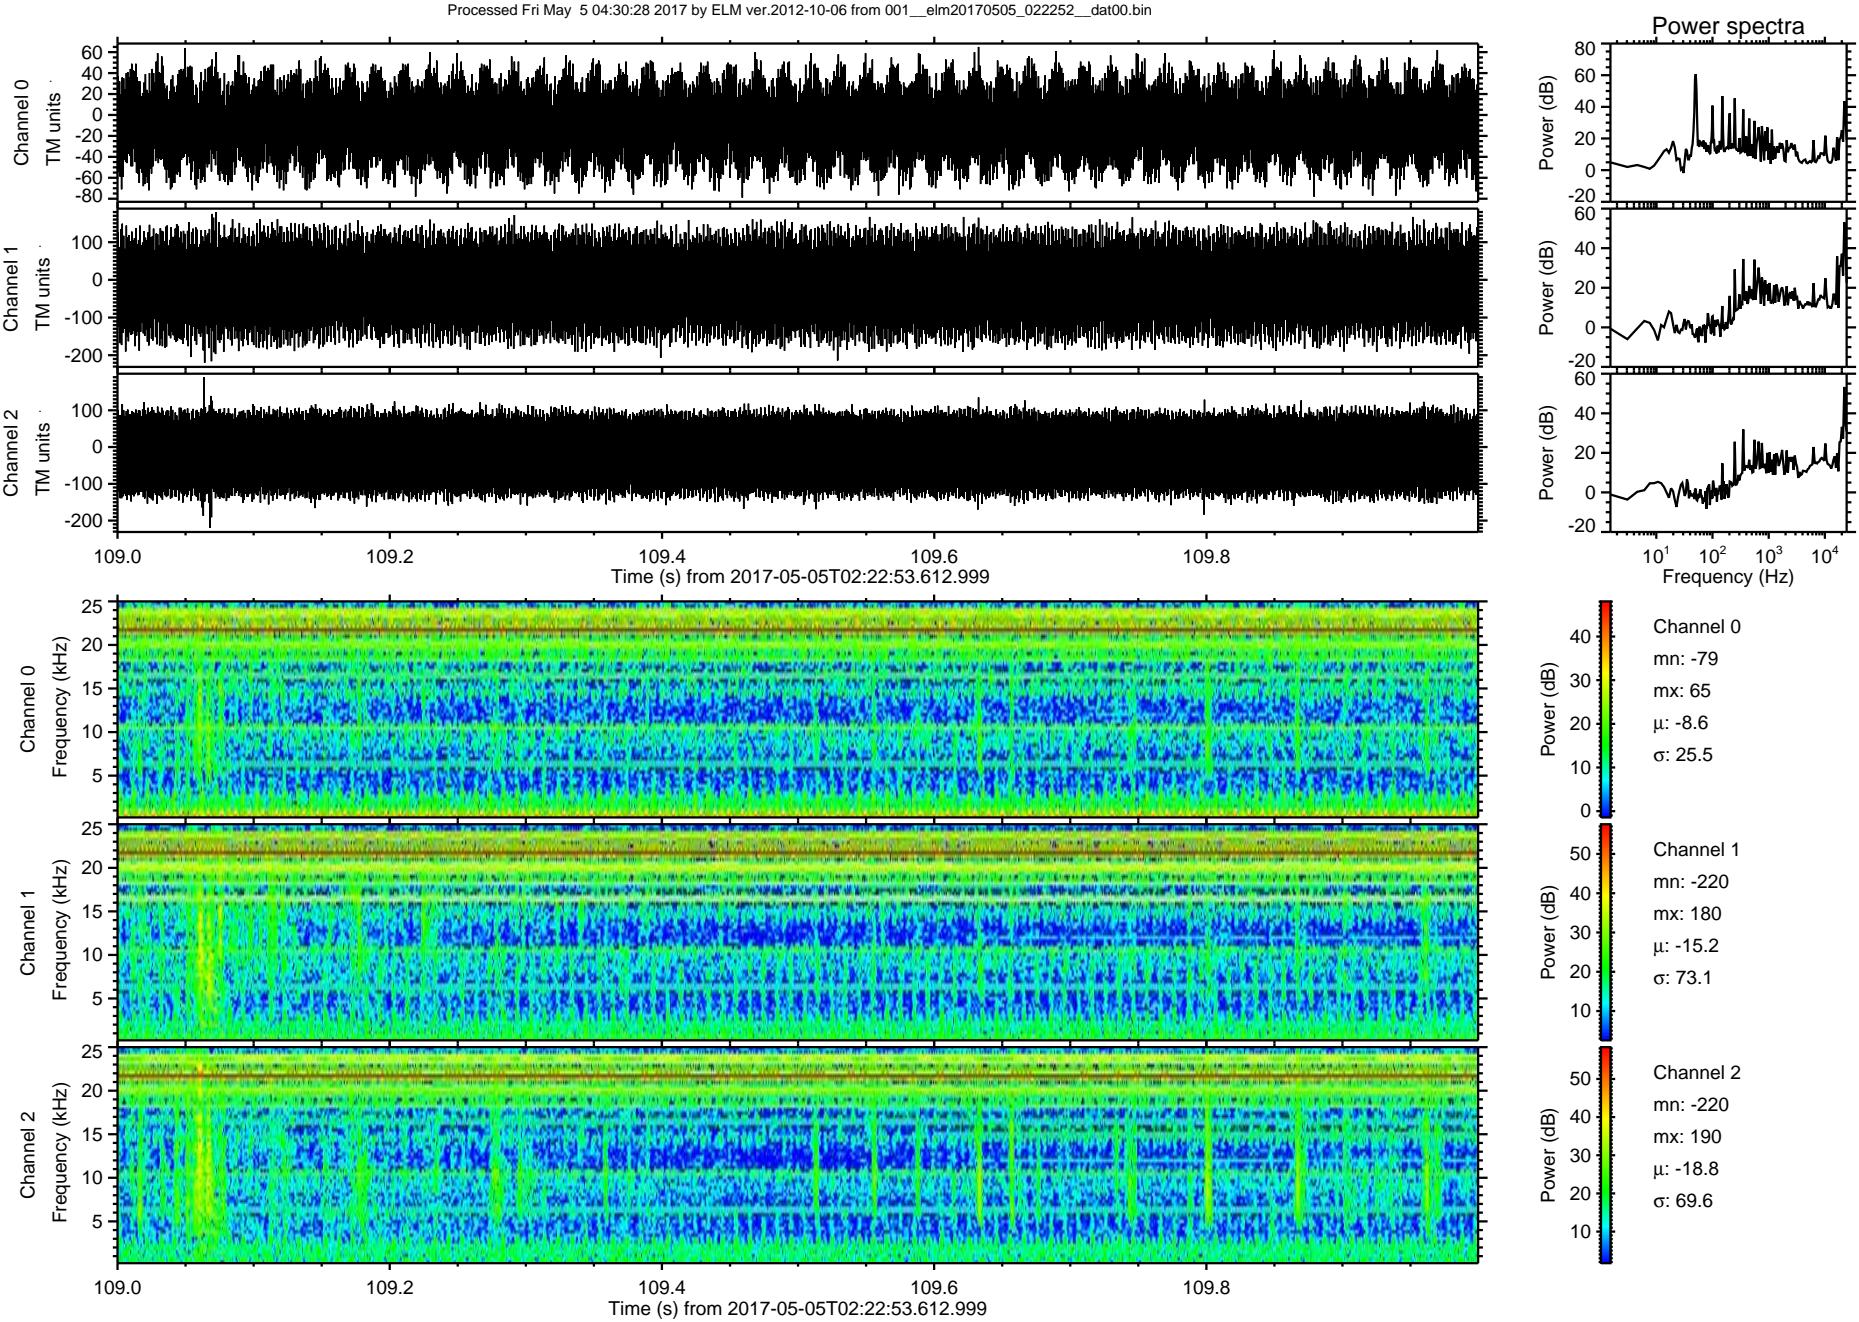 Processed Fri May  5 04:30:28 2017 by ELM ver.2012-10-06 from 001__elm20170505_022252__dat00.bin
Power spectra
Channel 0
TM units
60
40
20
0
-20
-40
-60
-80
Power (dB)
80
60
40
20
0
-20
Channel 1
TM units
100
0
-100
-200
Power (dB)
60
40
20
0
-20
Channel 2
TM units
100
0
-100
-200
Power (dB)
60
40
20
0
-20
109.0 109.2 109.4 109.6 109.8
Time (s) from 2017-05-05T02:22:53.612.999
10^1 10^2 10^3 10^4
Frequency (Hz)
Channel 0
Frequency (kHz)
25
20
15
10
5
Power (dB)
40
30
20
10
0
Channel 0
mn: -79
mx: 65
μ: -8.6
σ: 25.5
Channel 1
Frequency (kHz)
25
20
15
10
5
Power (dB)
50
40
30
20
10
Channel 1
mn: -220
mx: 180
μ: -15.2
σ: 73.1
Channel 2
Frequency (kHz)
25
20
15
10
5
Power (dB)
50
40
30
20
10
Channel 2
mn: -220
mx: 190
μ: -18.8
σ: 69.6
109.0 109.2 109.4 109.6 109.8
Time (s) from 2017-05-05T02:22:53.612.999